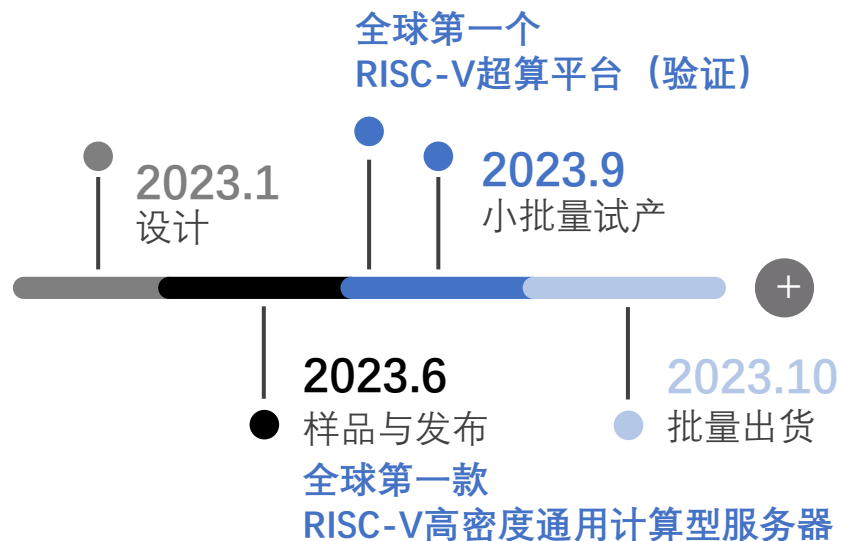 全球第一个
RISC-V超算平台（验证）
2023.1
设计
2023.9
小批量试产
+
2023.6
样品与发布
全球第一款
RISC-V高密度通用计算型服务器
2023.10
批量出货